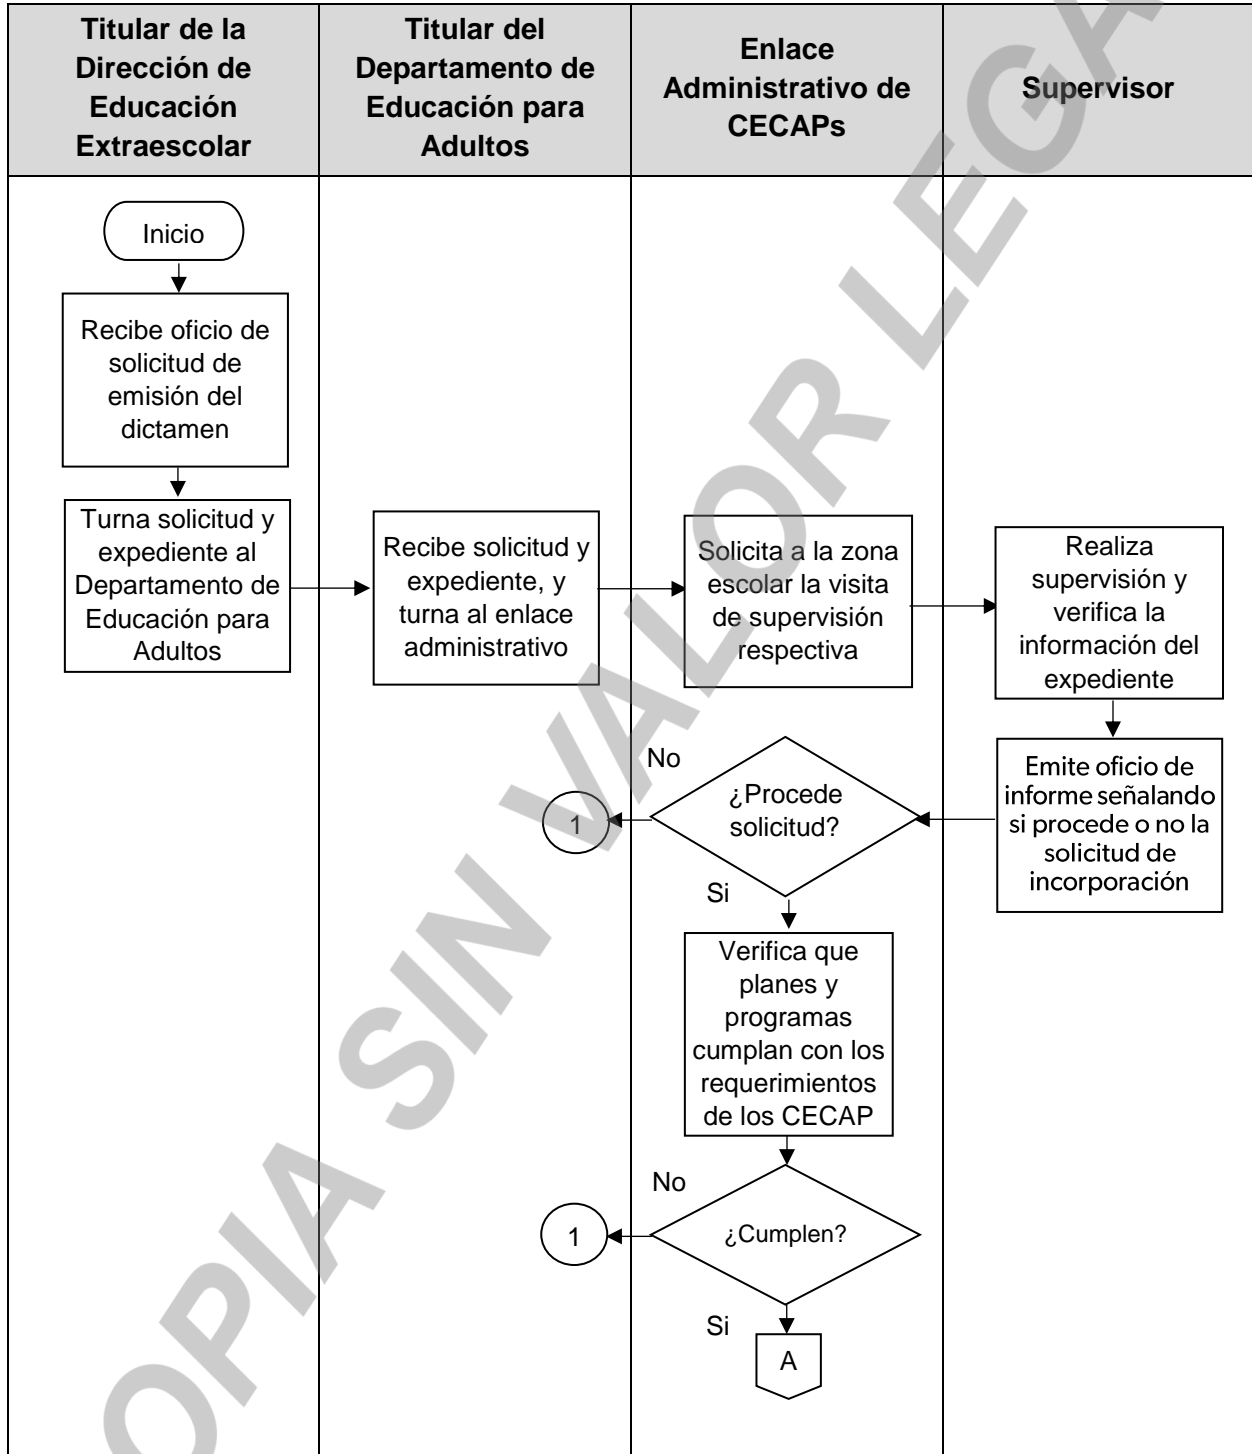 Titular de la
Dirección de
Educación
Extraescolar
Titular del
Departamento de
Educación para
Adultos
Enlace
Administrativo de
CECAPs
Supervisor
Inicio
Recibe oficio de
solicitud de
emisión del
dictamen
Turna solicitud y
expediente al
Departamento de
Educación para
Adultos
Recibe solicitud y
expediente, y
turna al enlace
administrativo
Solicita a la zona
escolar la visita
de supervisión
respectiva
Realiza
supervisión y
verifica la
información del
expediente
Emite oficio de
informe señalando
si procede o no la
solicitud de
incorporación
¿Procede
solicitud?
No
1
Si
Verifica que
planes y
programas
cumplan con los
requerimientos
de los CECAP
¿Cumplen?
No
1
Si
A
OPIA SIN VALOR LEGA